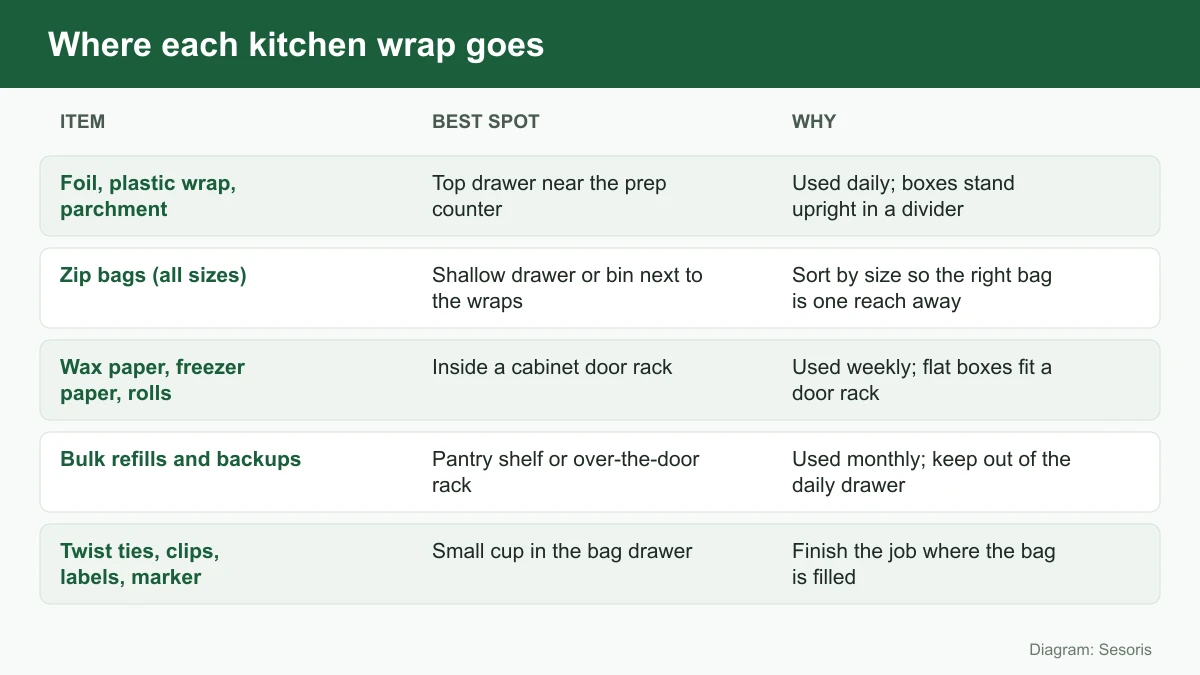 Where each kitchen wrap goes
ITEM
BEST SPOT
WHY
Foil, plastic wrap,
parchment
Top drawer near the prep
counter
Used daily; boxes stand
upright in a divider
Zip bags (all sizes)
Shallow drawer or bin next to
the wraps
Sort by size so the right bag
is one reach away
Wax paper, freezer
paper, rolls
Inside a cabinet door rack
Used weekly; flat boxes fit a
door rack
Bulk refills and backups
Pantry shelf or over-the-door
rack
Used monthly; keep out of the
daily drawer
Twist ties, clips,
labels, marker
Small cup in the bag drawer
Finish the job where the bag
is filled
Diagram: Sesoris